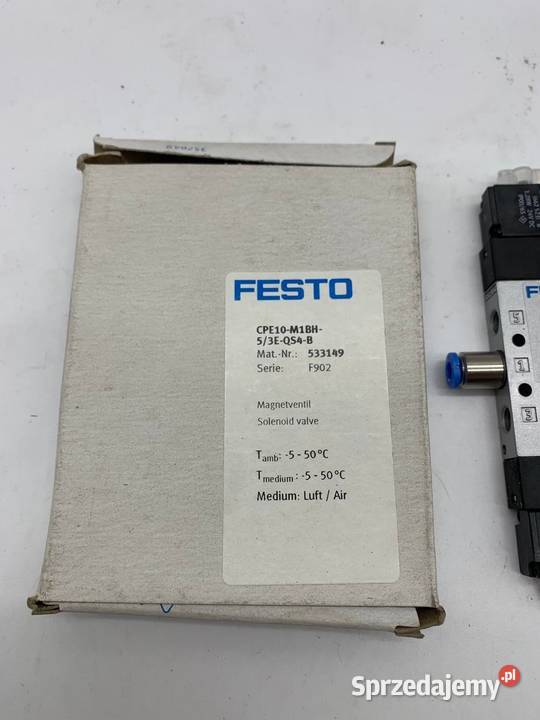 FESTO
CPE10-M1BH-
5/3E-QS4-B
Mat.-Nr.: 533149
Serie: F902
Magnetventil
Solenoid valve
Tamb: -5 - 50°C
Tmedium: -5 - 50°C
Medium: Luft / Air
Sprzedajemy.pl